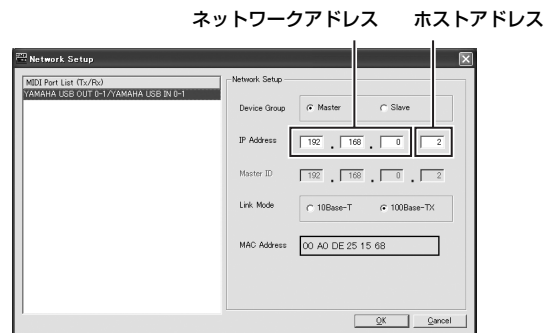 ネットワークアドレス ホストアドレス
Network Setup
MIDI Port List (Tx/Rx)
YAMAHA USB OUT 0-1/YAMAHA USB IN 0-1
Network Setup
Device Group Master Slave
IP Address 192 . 168 . 0 . 2
Master ID 192 . 168 . 0 . 2
Link Mode 10Base-T 100Base-TX
MAC Address 00 A0 DE 25 15 68
OK Cancel